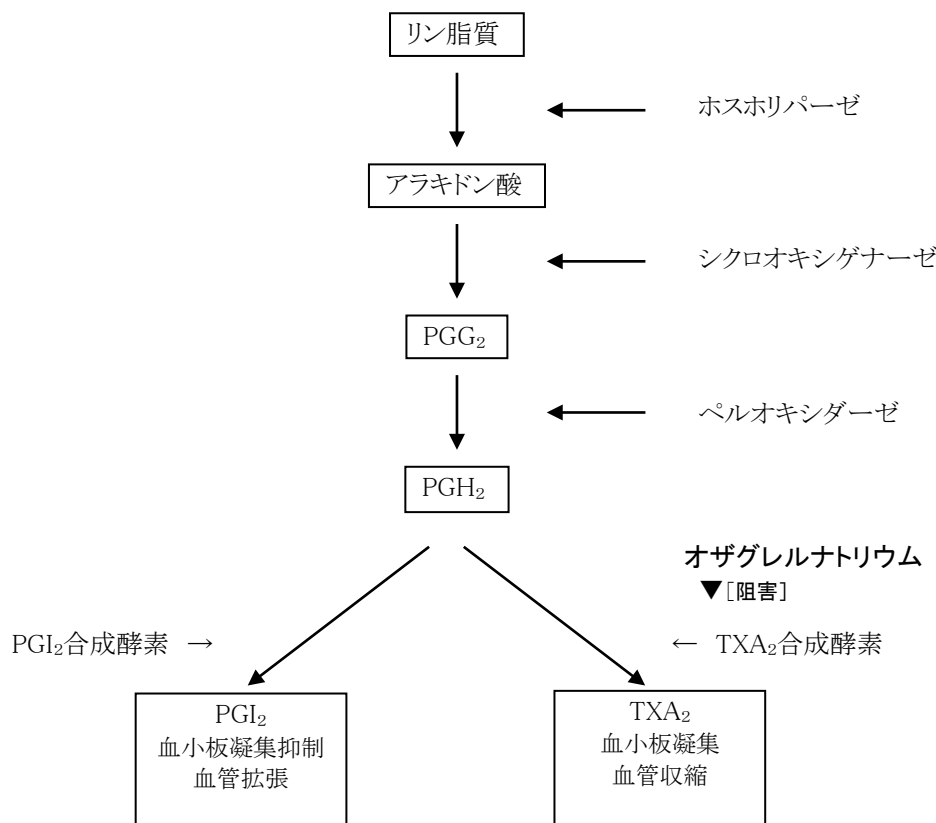 リン脂質
ホスホリパーゼ
アラキドン酸
シクロオキシゲナーゼ
PGG₂
ペルオキシダーゼ
PGH₂
オザグレルナトリウム
▼[阻害]
PGI₂合成酵素 →
← TXA₂合成酵素
PGI₂
血小板凝集抑制
血管拡張
TXA₂
血小板凝集
血管収縮